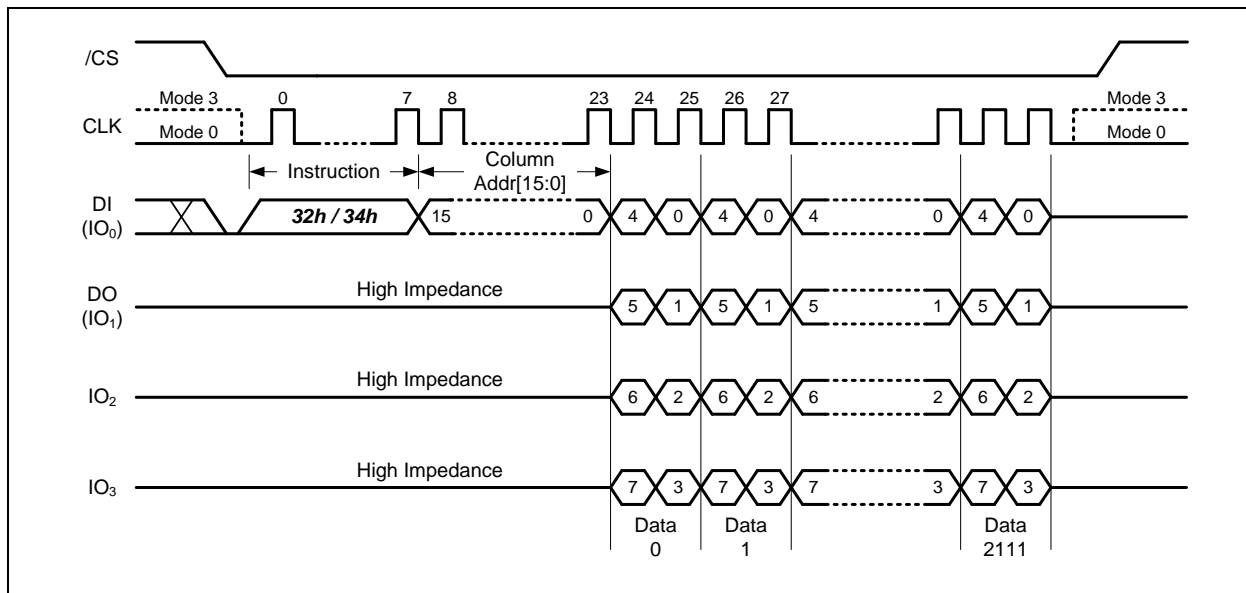 /CS
Mode 3 0 7 8 23 24 25 26 27 Mode 3
CLK
Mode 0 Mode 0
Instruction Column
Addr[15:0]
DI
(IO₀) 32h / 34h 15 0 4 0 4 0 4 0 4 0
High Impedance
DO
(IO₁) 5 1 5 1 5 1 5 1
High Impedance
IO₂ 6 2 6 2 6 2 6 2
High Impedance
IO₃ 7 3 7 3 7 3 7 3
Data Data Data
0 1 2111